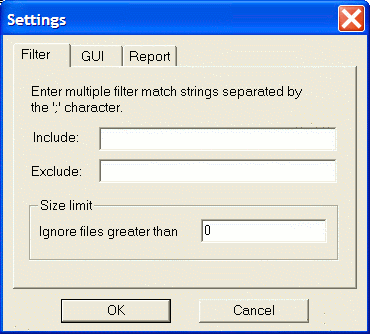 Settings
Filter GUI Report
Enter multiple filter match strings separated by
the ';' character.
Include:
Exclude:
Size limit
Ignore files greater than 0
OK Cancel